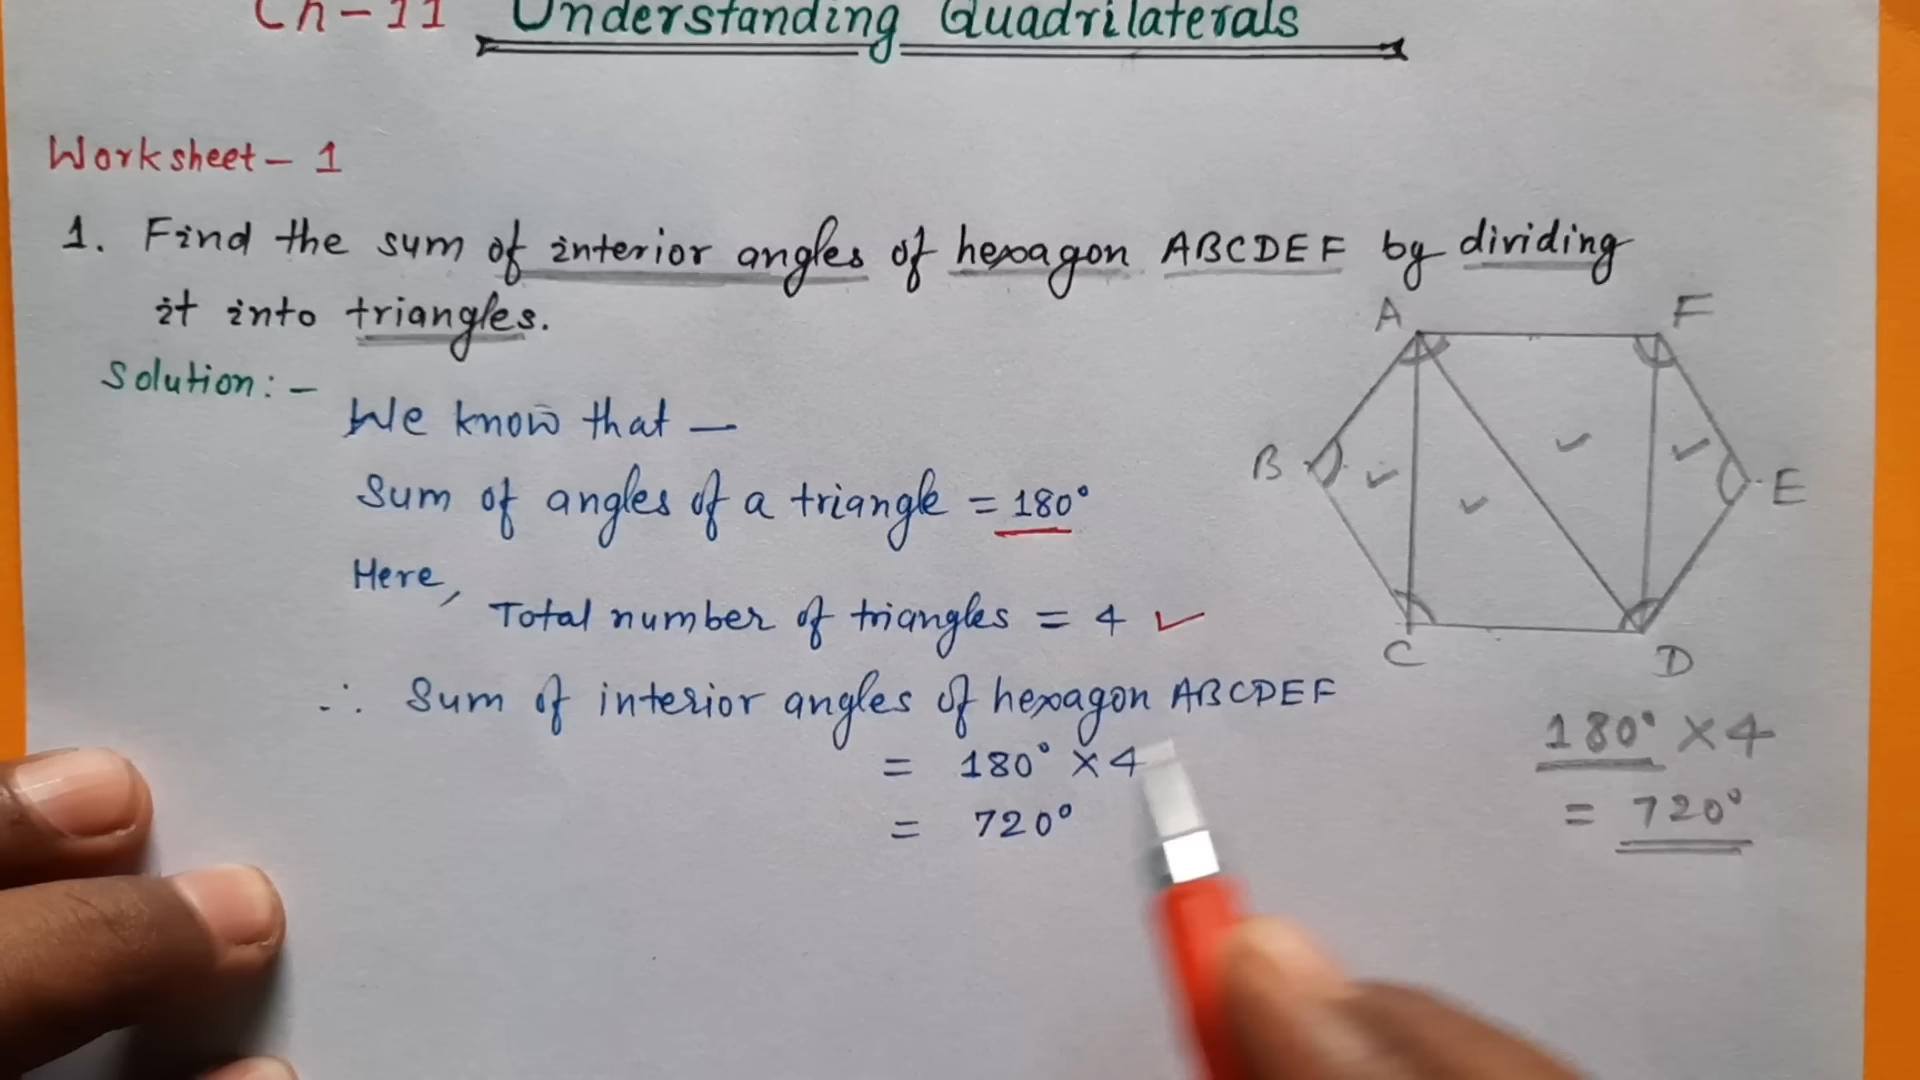 Ch-11 Understanding Quadrilaterals
Worksheet-1
1. Find the sum of interior angles of hexagon ABCDEF by dividing
it into triangles.
Solution:-
We know that —
Sum of angles of a triangle = 180°
Here,
Total number of triangles = 4 ✓
∴ Sum of interior angles of hexagon ABCDEF
= 180° × 4
= 720°
A
F
B
E
C
D
180° × 4
= 720°